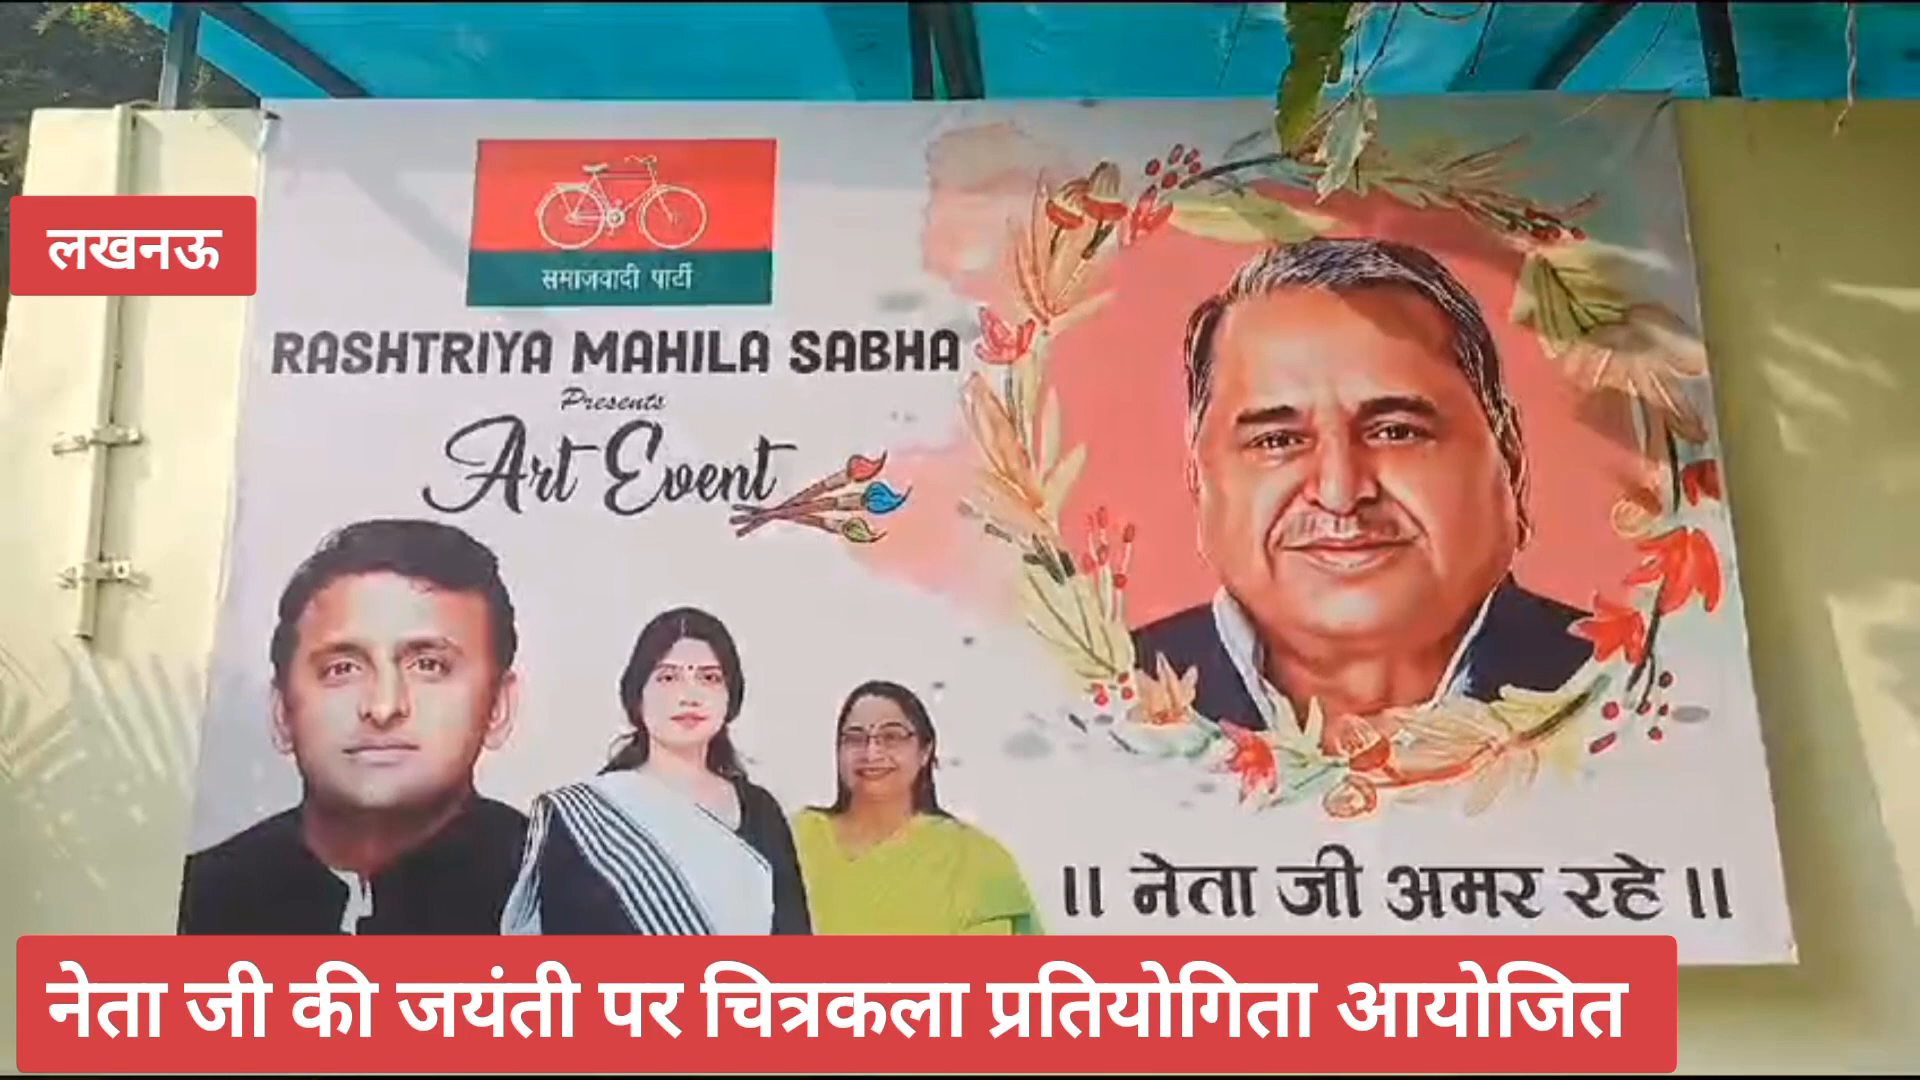 लखनऊ
समाजवादी पार्टी
RASHTRIYA MAHILA SABHA
Presents
Art Event
॥ नेता जी अमर रहे ॥
नेता जी की जयंती पर चित्रकला प्रतियोगिता आयोजित